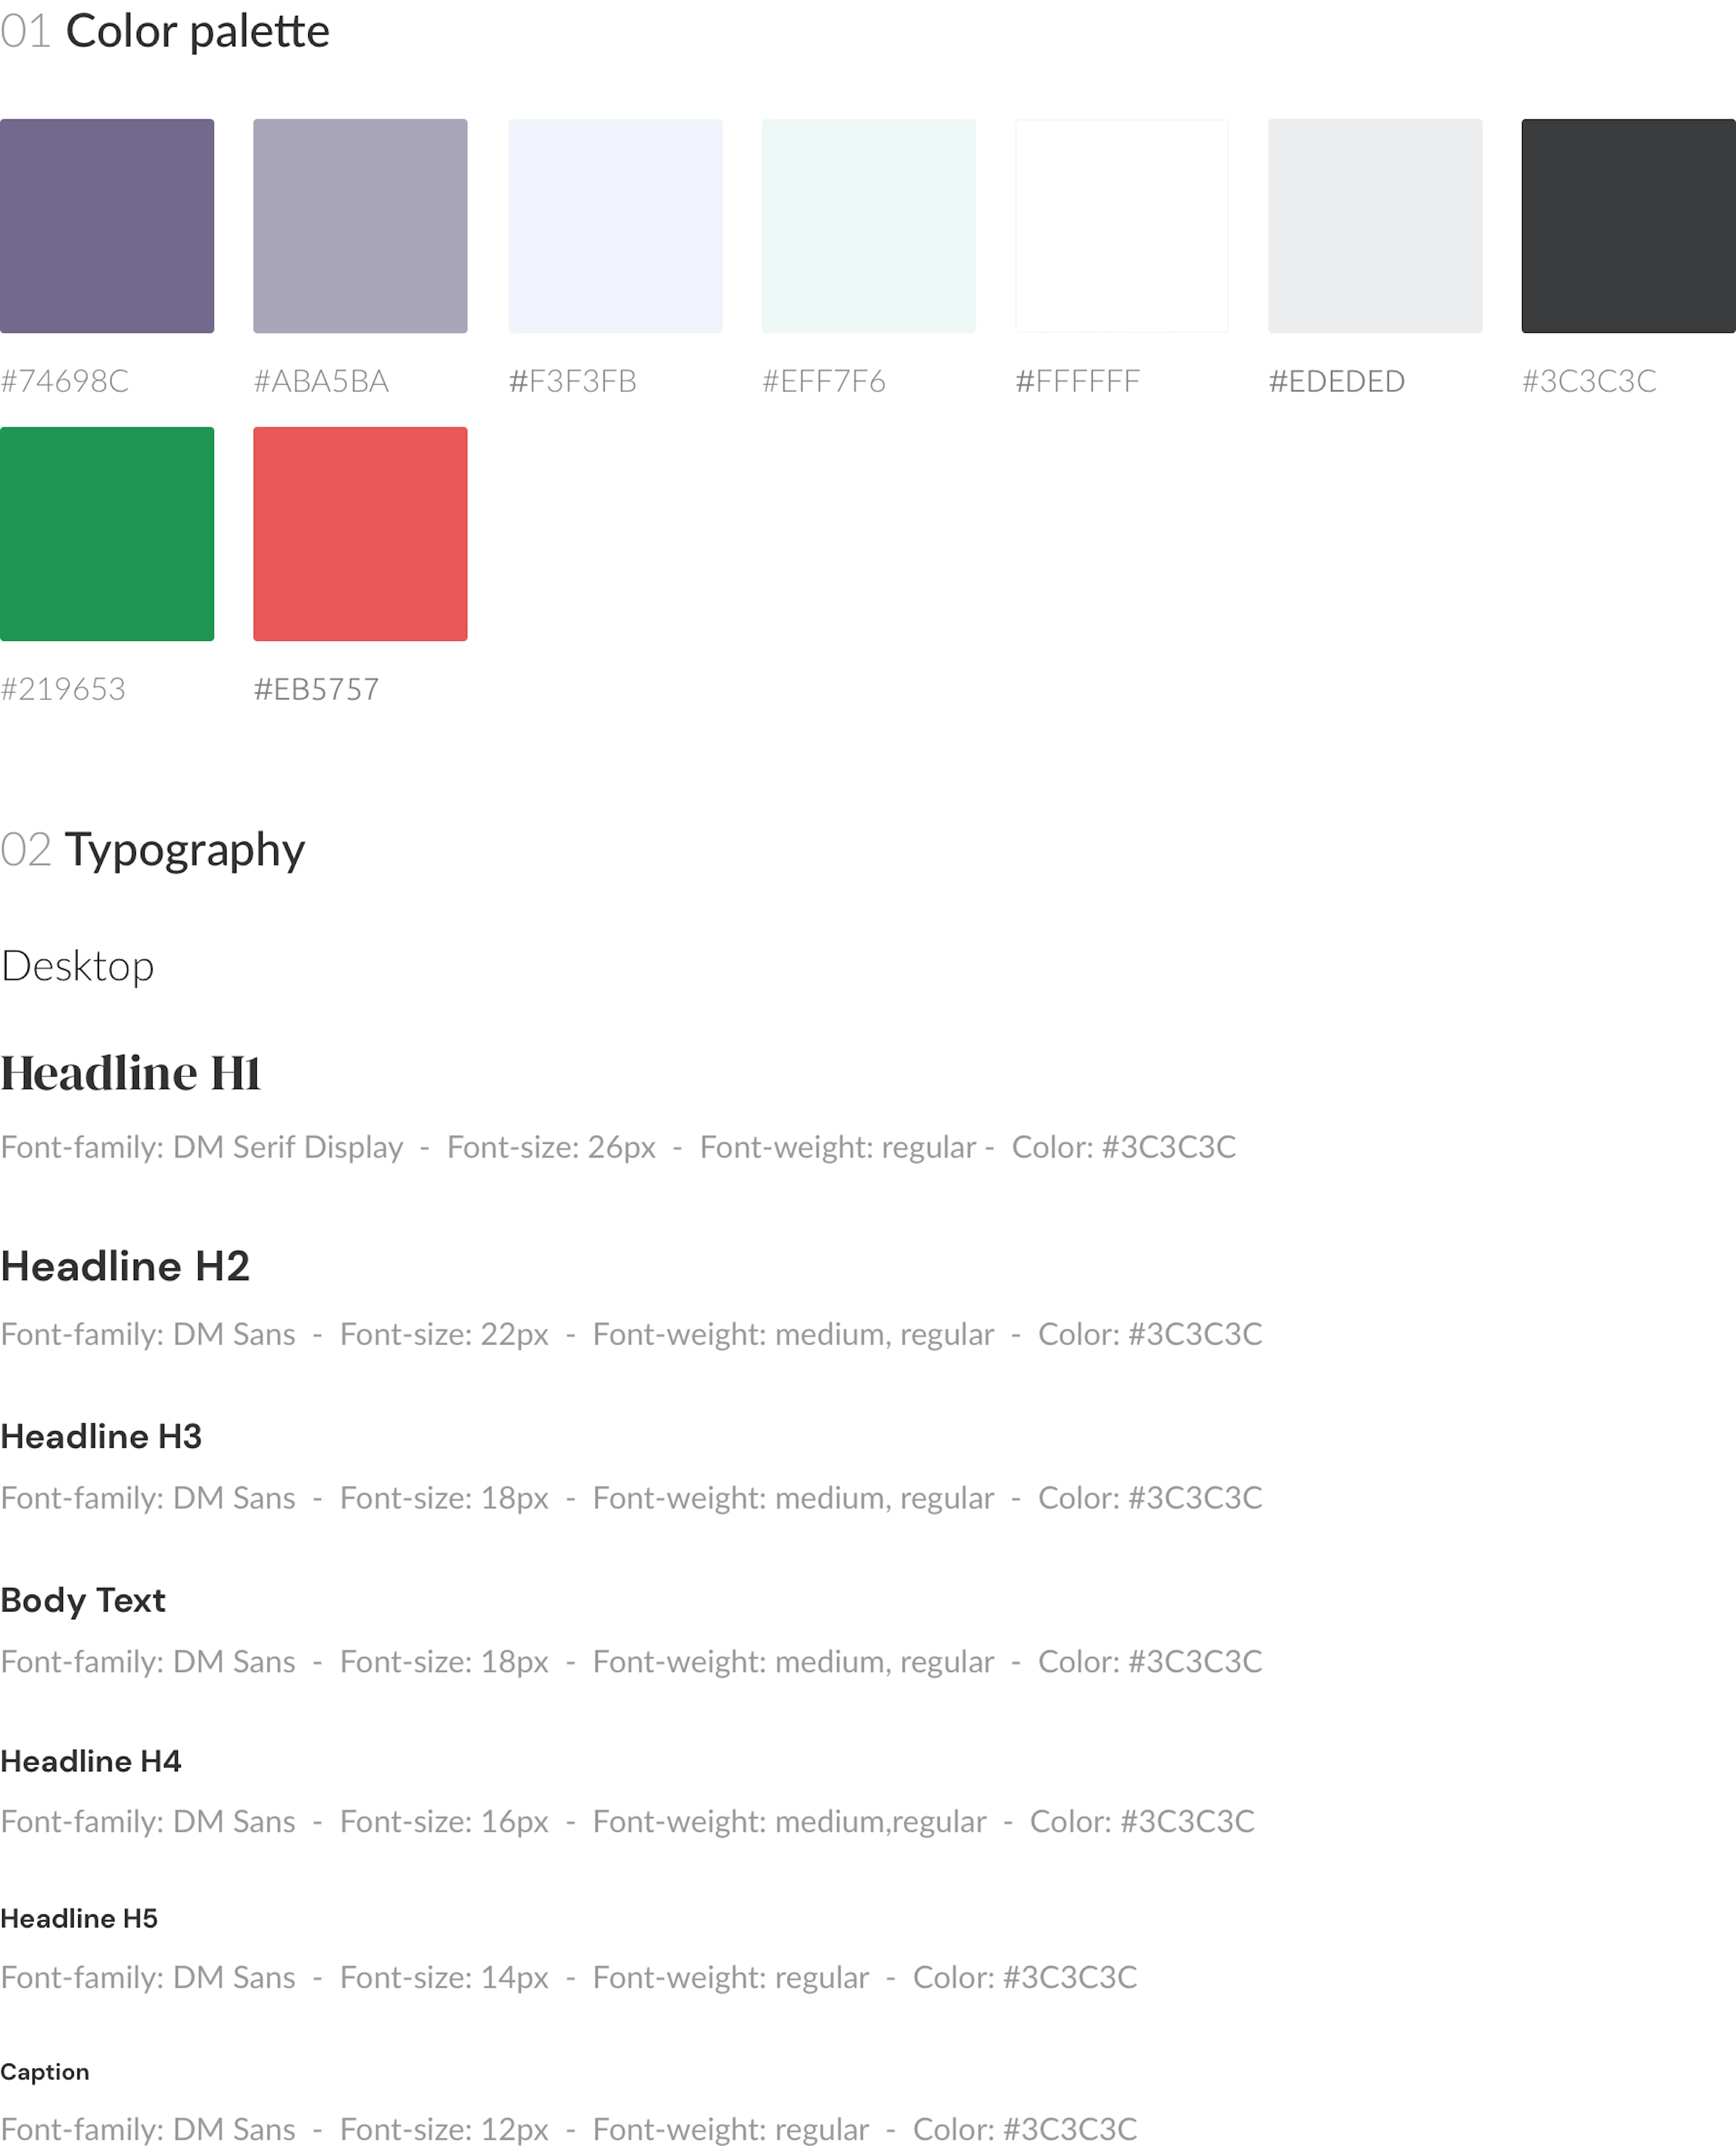 01 Color palette
#74698C #ABA5BA #F3F3FB #EFF7F6 #FFFFFF #EDEDED #3C3C3C
#219653 #EB5757
02 Typography
Desktop
Headline H1
Font-family: DM Serif Display - Font-size: 26px - Font-weight: regular - Color: #3C3C3C
Headline H2
Font-family: DM Sans - Font-size: 22px - Font-weight: medium, regular - Color: #3C3C3C
Headline H3
Font-family: DM Sans - Font-size: 18px - Font-weight: medium, regular - Color: #3C3C3C
Body Text
Font-family: DM Sans - Font-size: 18px - Font-weight: medium, regular - Color: #3C3C3C
Headline H4
Font-family: DM Sans - Font-size: 16px - Font-weight: medium,regular - Color: #3C3C3C
Headline H5
Font-family: DM Sans - Font-size: 14px - Font-weight: regular - Color: #3C3C3C
Caption
Font-family: DM Sans - Font-size: 12px - Font-weight: regular - Color: #3C3C3C